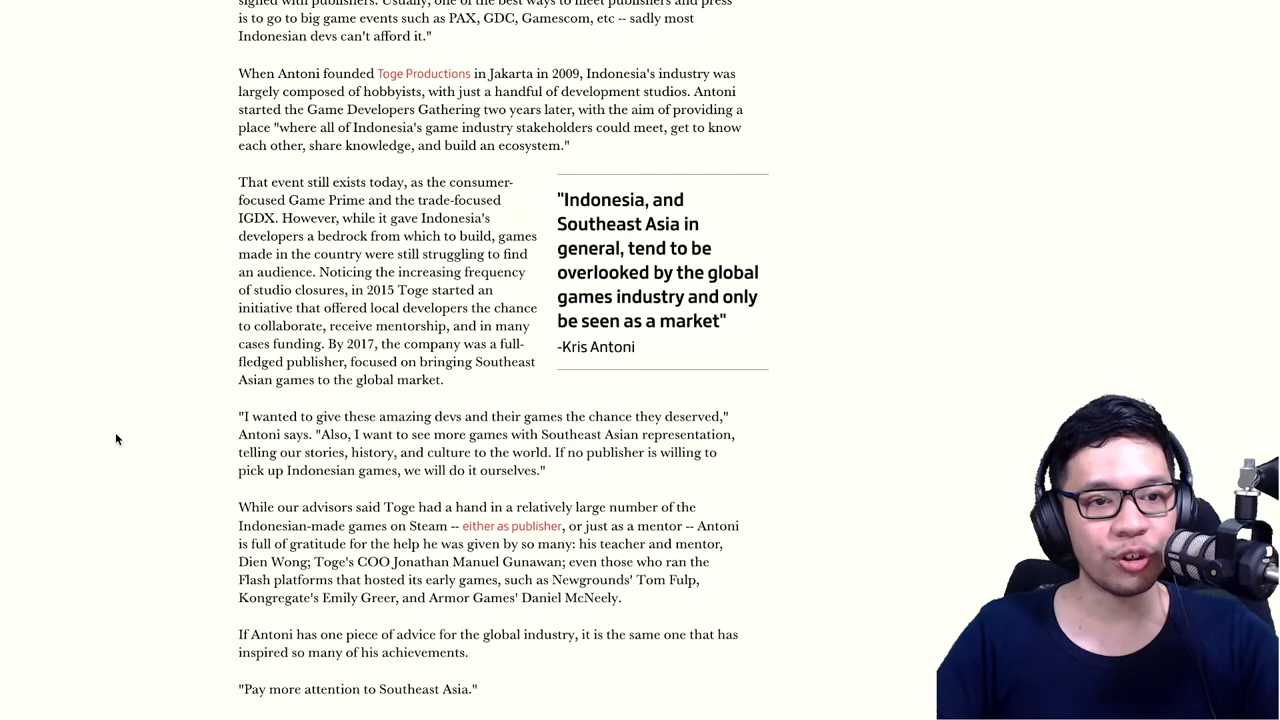 signed with publishers. Usually, one of the best ways to meet publishers and press
is to go to big game events such as PAX, GDC, Gamescom, etc -- sadly most
Indonesian devs can't afford it."
When Antoni founded Toge Productions in Jakarta in 2009, Indonesia's industry was
largely composed of hobbyists, with just a handful of development studios. Antoni
started the Game Developers Gathering two years later, with the aim of providing a
place "where all of Indonesia's game industry stakeholders could meet, get to know
each other, share knowledge, and build an ecosystem."
That event still exists today, as the consumer-
focused Game Prime and the trade-focused
IGDX. However, while it gave Indonesia's
developers a bedrock from which to build, games
made in the country were still struggling to find
an audience. Noticing the increasing frequency
of studio closures, in 2015 Toge started an
initiative that offered local developers the chance
to collaborate, receive mentorship, and in many
cases funding. By 2017, the company was a full-
fledged publisher, focused on bringing Southeast
Asian games to the global market.
"Indonesia, and
Southeast Asia in
general, tend to be
overlooked by the global
games industry and only
be seen as a market"
-Kris Antoni
"I wanted to give these amazing devs and their games the chance they deserved,"
Antoni says. "Also, I want to see more games with Southeast Asian representation,
telling our stories, history, and culture to the world. If no publisher is willing to
pick up Indonesian games, we will do it ourselves."
While our advisors said Toge had a hand in a relatively large number of the
Indonesian-made games on Steam -- either as publisher, or just as a mentor -- Antoni
is full of gratitude for the help he was given by so many: his teacher and mentor,
Dien Wong; Toge's COO Jonathan Manuel Gunawan; even those who ran the
Flash platforms that hosted its early games, such as Newgrounds' Tom Fulp,
Kongregate's Emily Greer, and Armor Games' Daniel McNeely.
If Antoni has one piece of advice for the global industry, it is the same one that has
inspired so many of his achievements.
"Pay more attention to Southeast Asia."